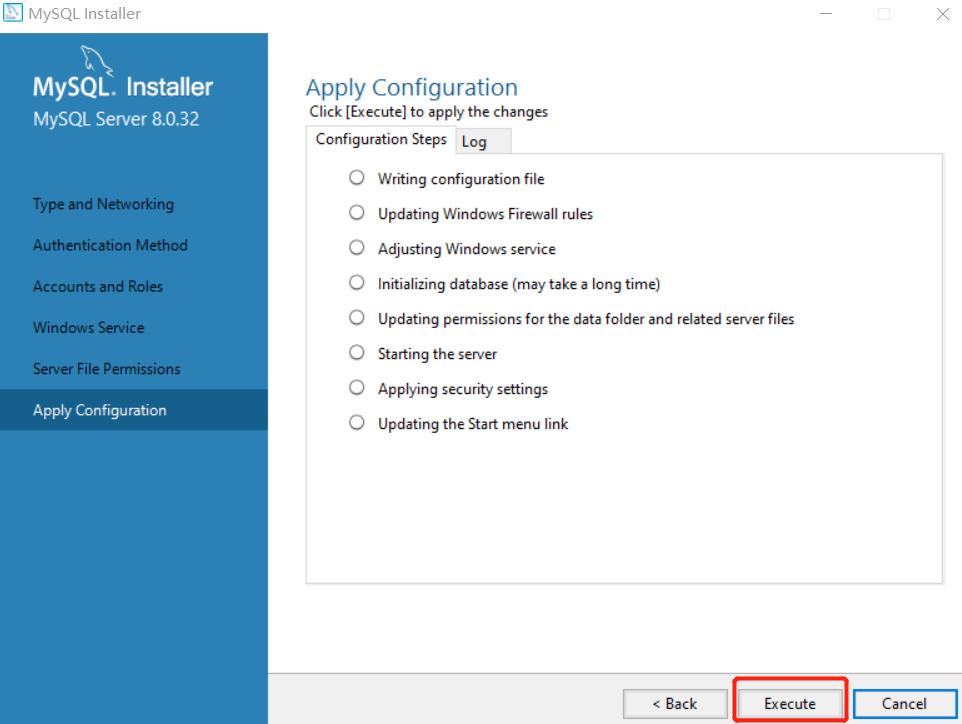 MySQL Installer
MySQL. Installer
MySQL Server 8.0.32
Type and Networking
Authentication Method
Accounts and Roles
Windows Service
Server File Permissions
Apply Configuration
Apply Configuration
Click [Execute] to apply the changes
Configuration Steps Log
Writing configuration file
Updating Windows Firewall rules
Adjusting Windows service
Initializing database (may take a long time)
Updating permissions for the data folder and related server files
Starting the server
Applying security settings
Updating the Start menu link
< Back Execute Cancel